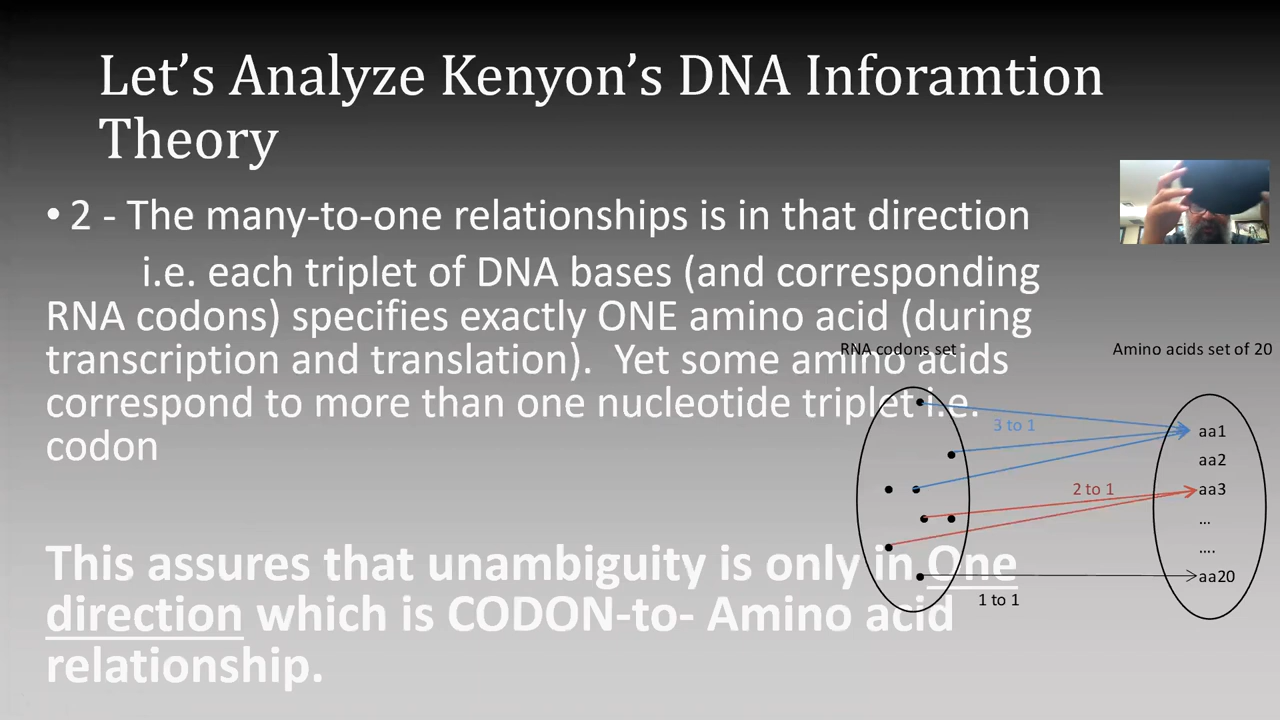 Let’s Analyze Kenyon’s DNA Inforamtion
Theory
• 2 - The many-to-one relationships is in that direction
i.e. each triplet of DNA bases (and corresponding
RNA codons) specifies exactly ONE amino acid (during
transcription and translation). Yet some amino acids
correspond to more than one nucleotide triplet i.e.
codon
This assures that unambiguity is only in One
direction which is CODON-to- Amino acid
relationship.
RNA codons set
Amino acids set of 20
3 to 1
2 to 1
1 to 1
aa1
aa2
aa3
...
....
aa20